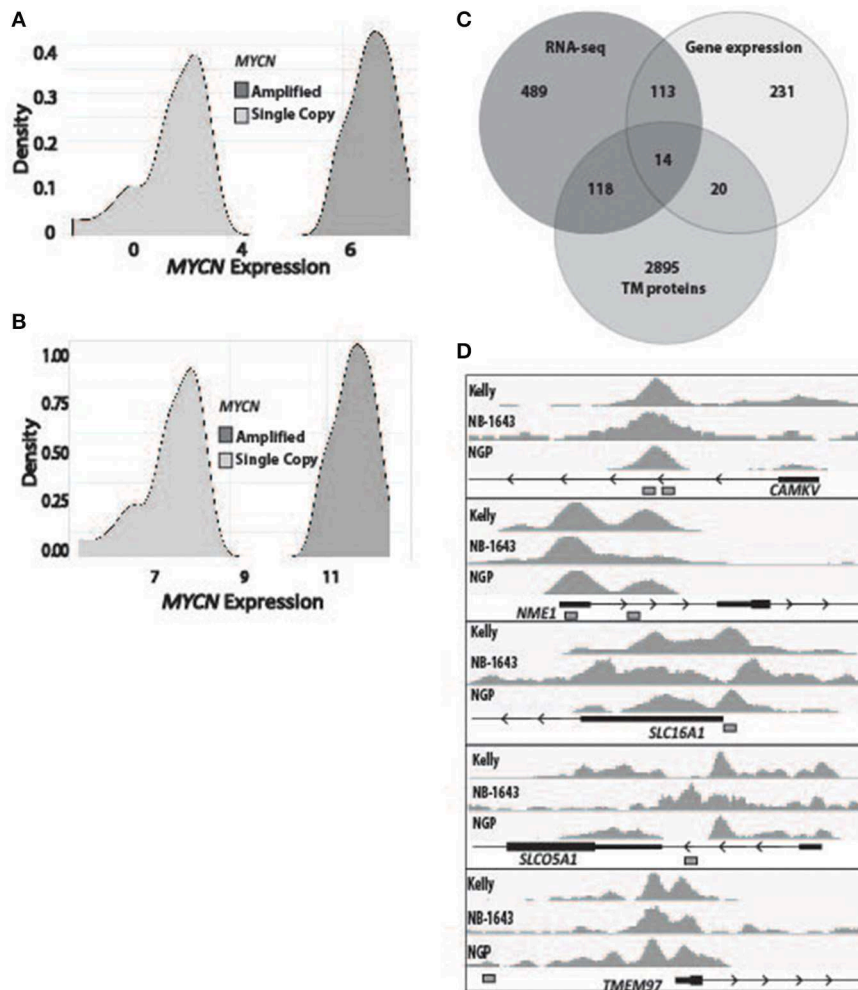 A
0.4
0.3
0.2
0.1
0
Density
MYCN
Amplified
Single Copy
0 4 6
MYCN Expression
B
1.00
0.75
0.50
0.25
0.00
Density
MYCN
Amplified
Single Copy
7 9 11
MYCN Expression
C
RNA-seq
Gene expression
489
113
231
14
118
20
2895
TM proteins
D
Kelly
NB-1643
NGP
CAMKV
Kelly
NB-1643
NGP
NME1
Kelly
NB-1643
NGP
SLC16A1
Kelly
NB-1643
NGP
SLCO5A1
Kelly
NB-1643
NGP
TMEM97